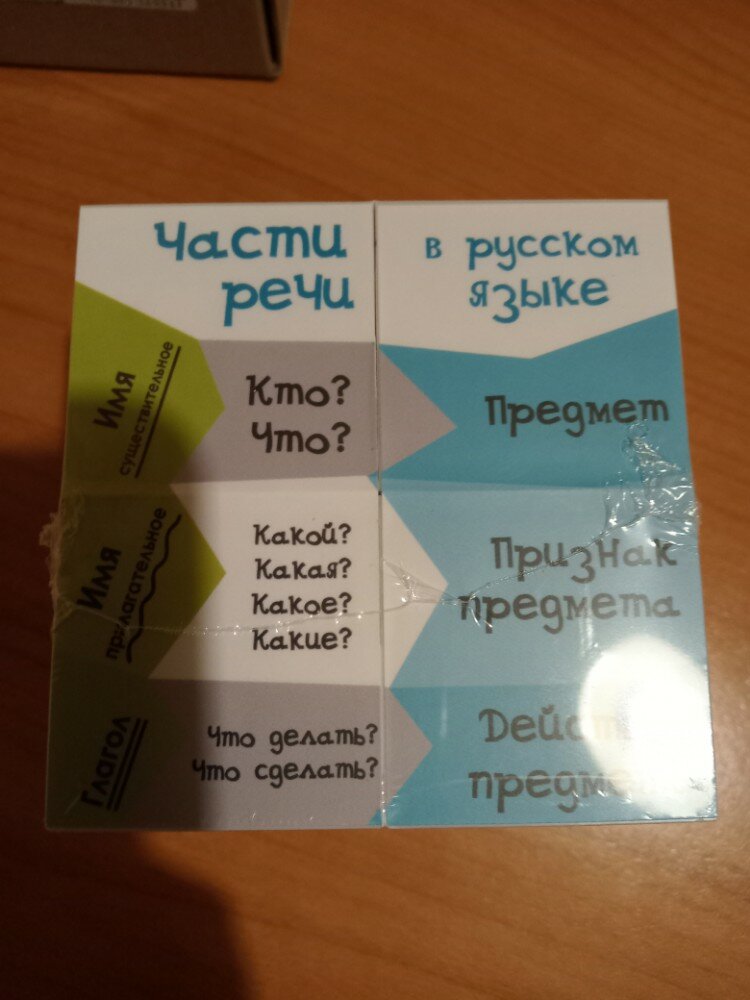 Части
речи
в русском
языке
Имя
существительное
Кто?
Что?
Предмет
Имя
прилагательное
Какой?
Какая?
Какое?
Какие?
Признак
предмета
Глагол
Что делать?
Что сделать?